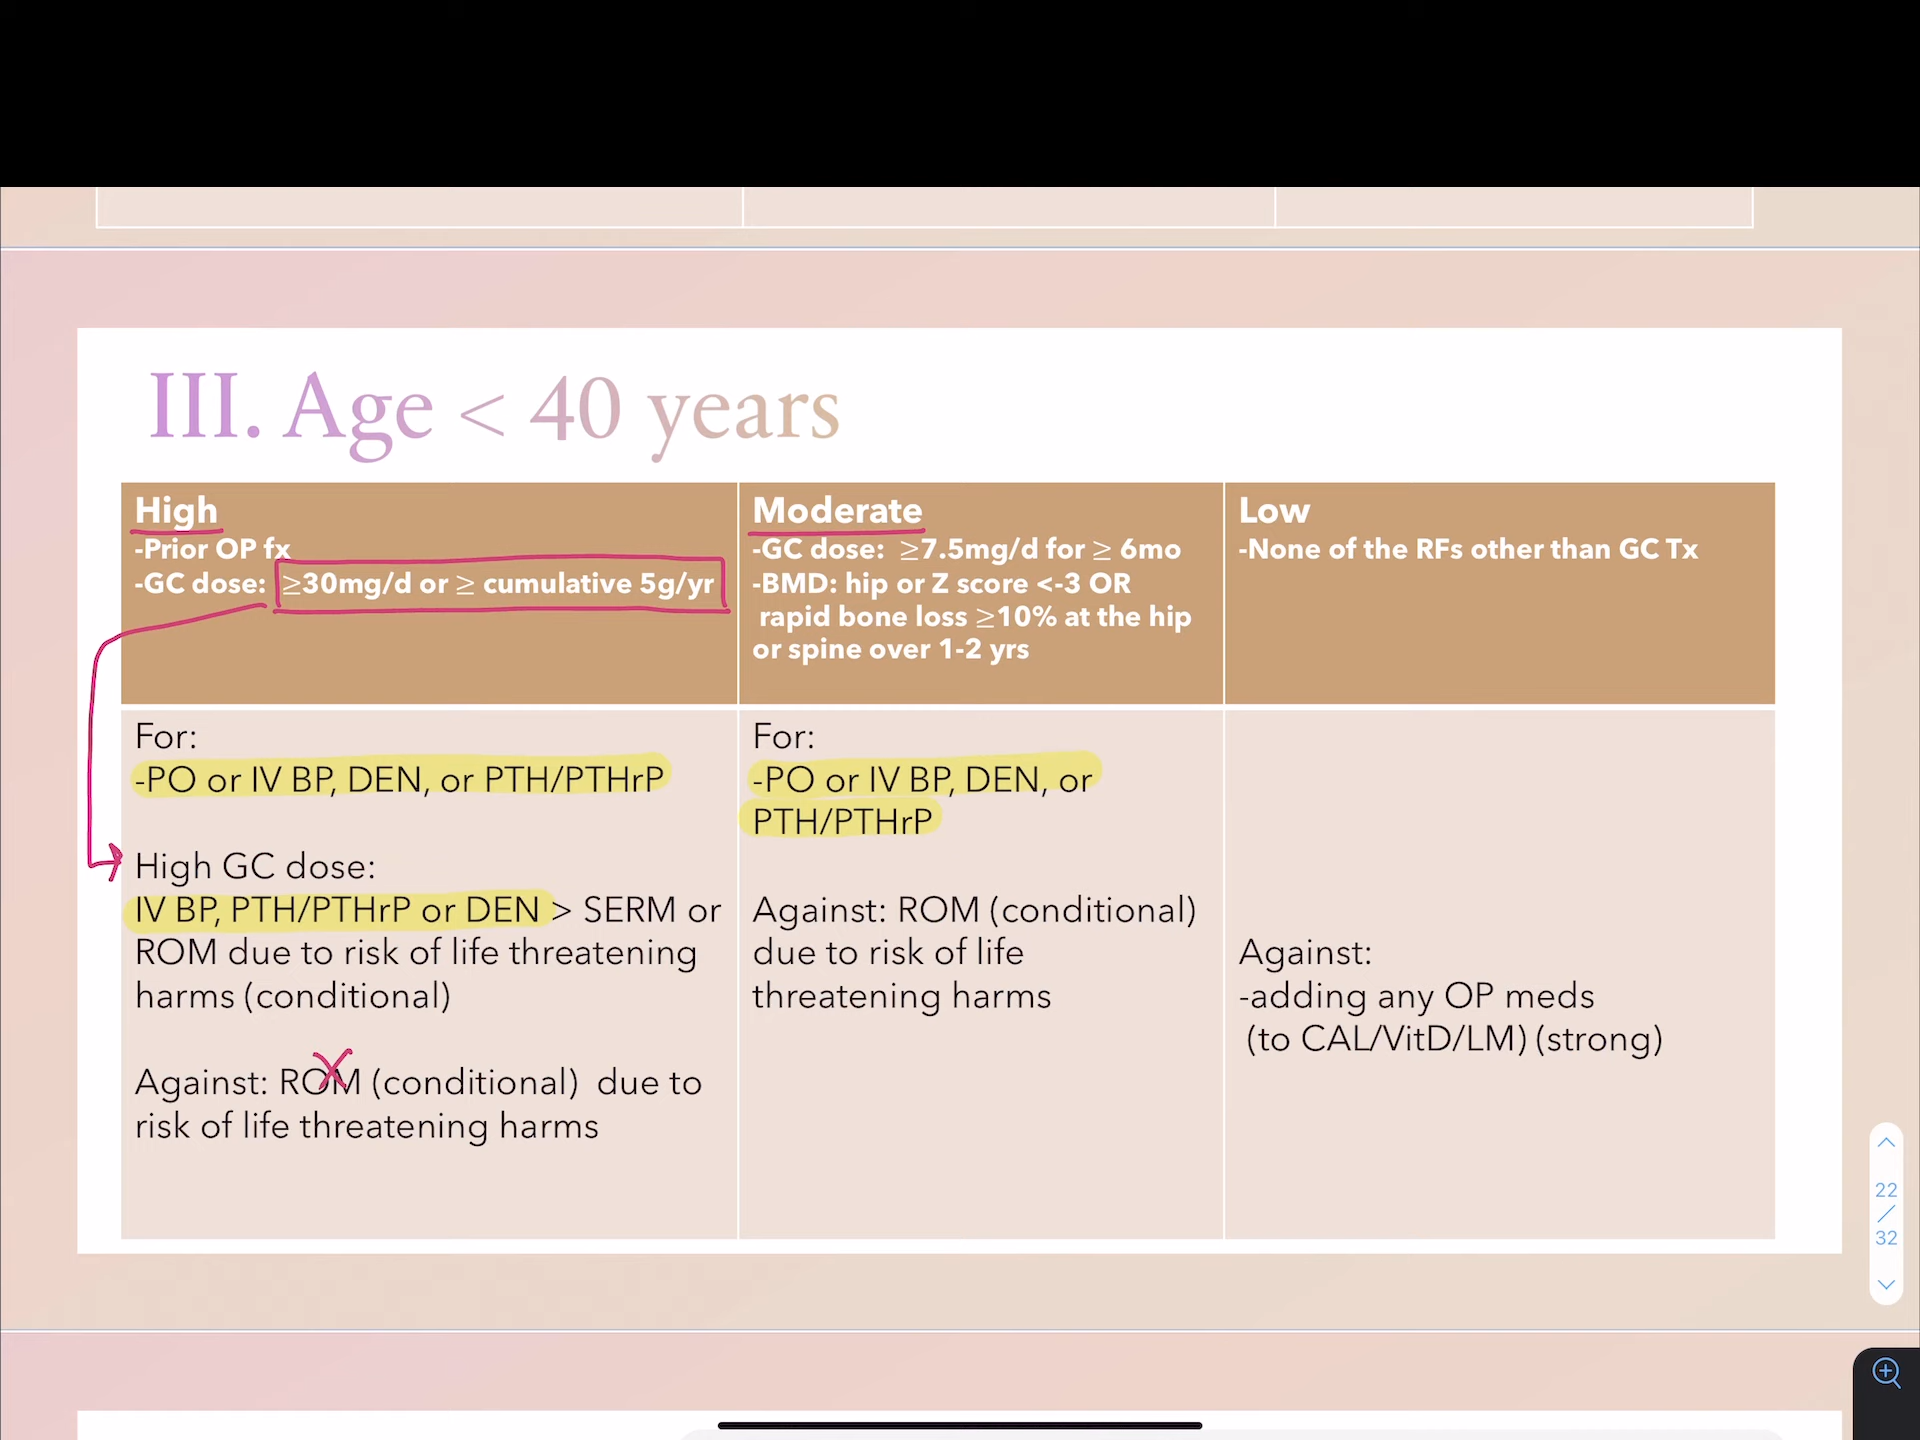 III. Age < 40 years
High
-Prior OP fx
-GC dose: ≥30mg/d or ≥ cumulative 5g/yr
Moderate
-GC dose: ≥7.5mg/d for ≥ 6mo
-BMD: hip or Z score <-3 OR
rapid bone loss ≥10% at the hip
or spine over 1-2 yrs
Low
-None of the RFs other than GC Tx
For:
-PO or IV BP, DEN, or PTH/PTHrP
High GC dose:
IV BP, PTH/PTHrP or DEN > SERM or
ROM due to risk of life threatening
harms (conditional)
Against: ROM (conditional) due to
risk of life threatening harms
For:
-PO or IV BP, DEN, or
PTH/PTHrP
Against: ROM (conditional)
due to risk of life
threatening harms
Against:
-adding any OP meds
(to CAL/VitD/LM) (strong)
22
/
32